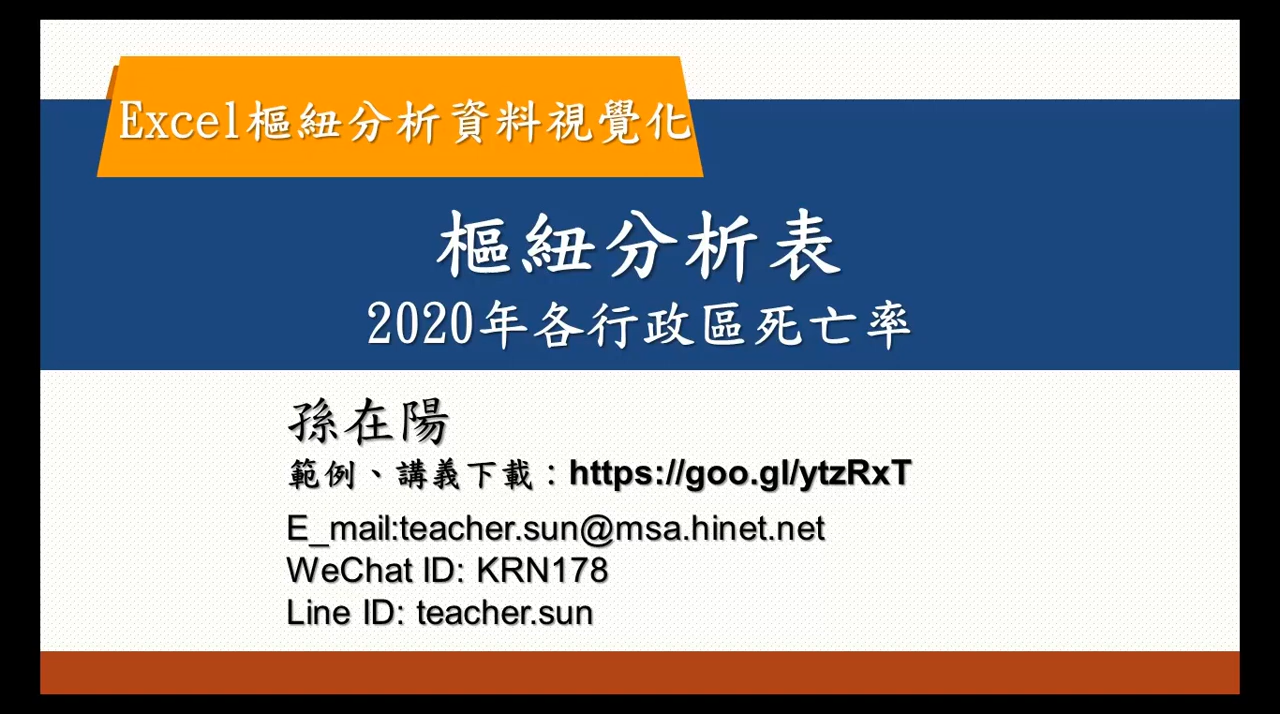 Excel樞紐分析資料視覺化
樞紐分析表
2020年各行政區死亡率
孫在陽
範例、講義下載：https://goo.gl/ytzRxT
E_mail:teacher.sun@msa.hinet.net
WeChat ID: KRN178
Line ID: teacher.sun